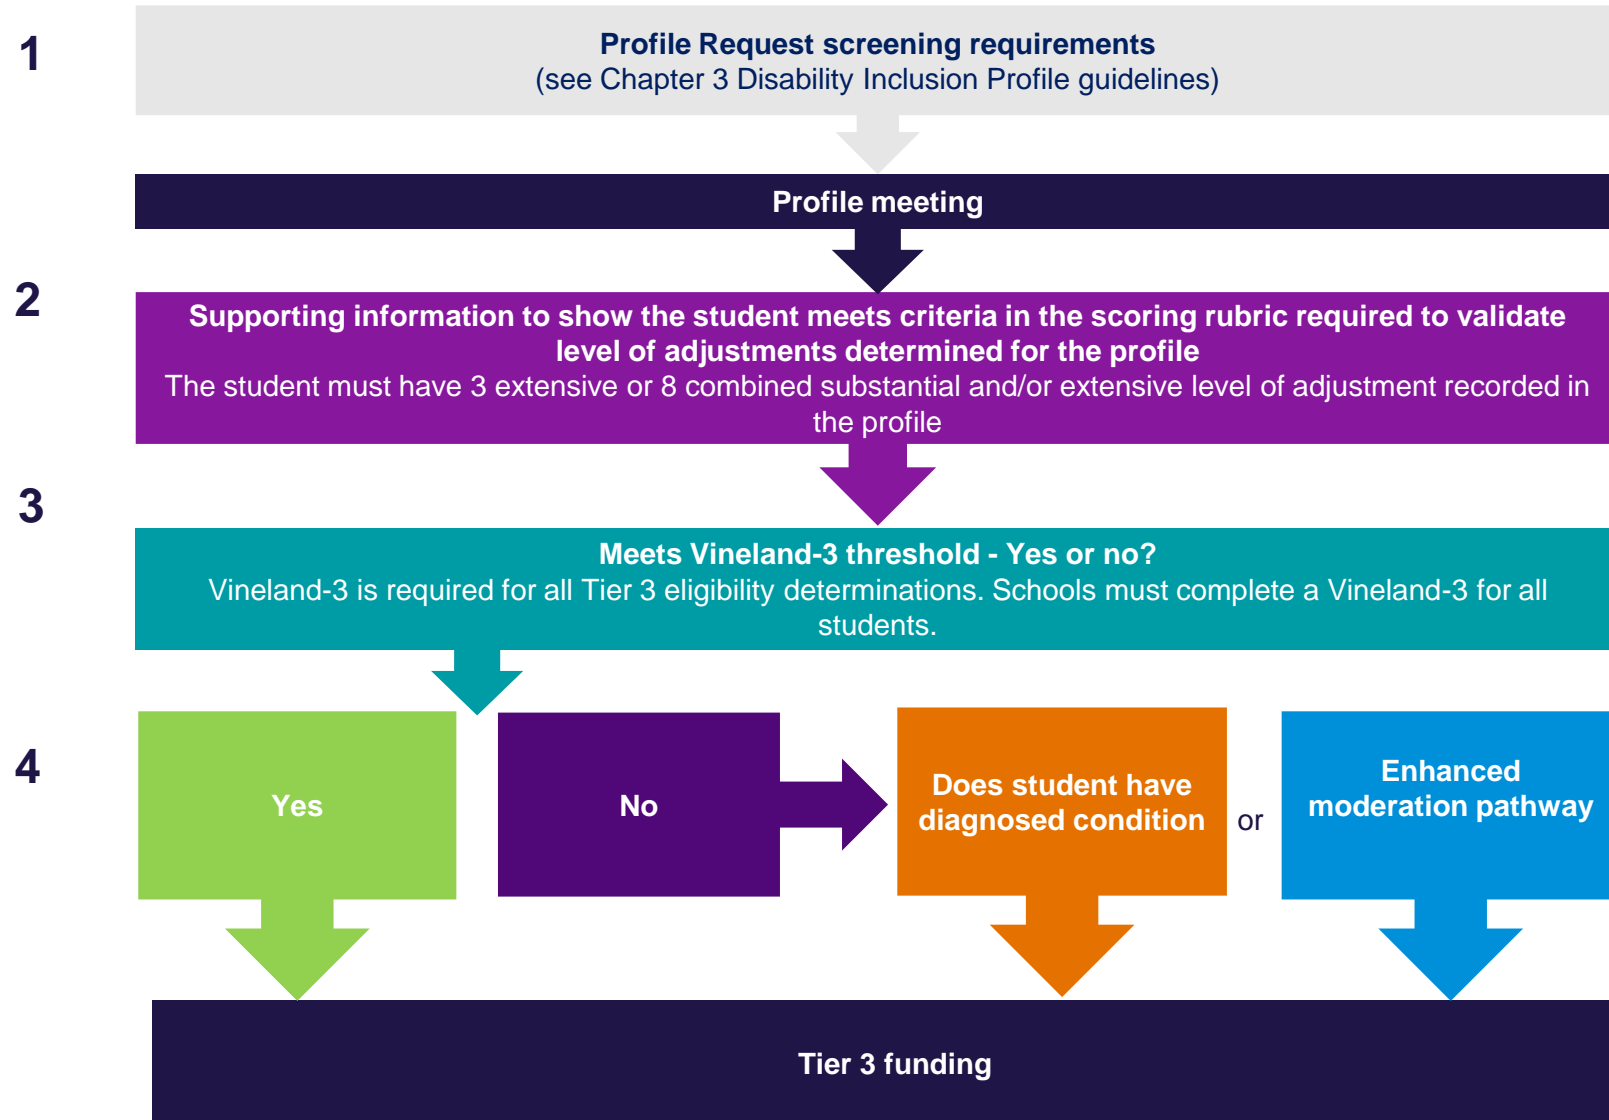 1
Profile Request screening requirements
(see Chapter 3 Disability Inclusion Profile guidelines)
Profile meeting
2
Supporting information to show the student meets criteria in the scoring rubric required to validate
level of adjustments determined for the profile
The student must have 3 extensive or 8 combined substantial and/or extensive level of adjustment recorded in
the profile
3
Meets Vineland-3 threshold - Yes or no?
Vineland-3 is required for all Tier 3 eligibility determinations. Schools must complete a Vineland-3 for all
students.
4
Yes
No
Does student have
diagnosed condition
or
Enhanced
moderation pathway
Tier 3 funding